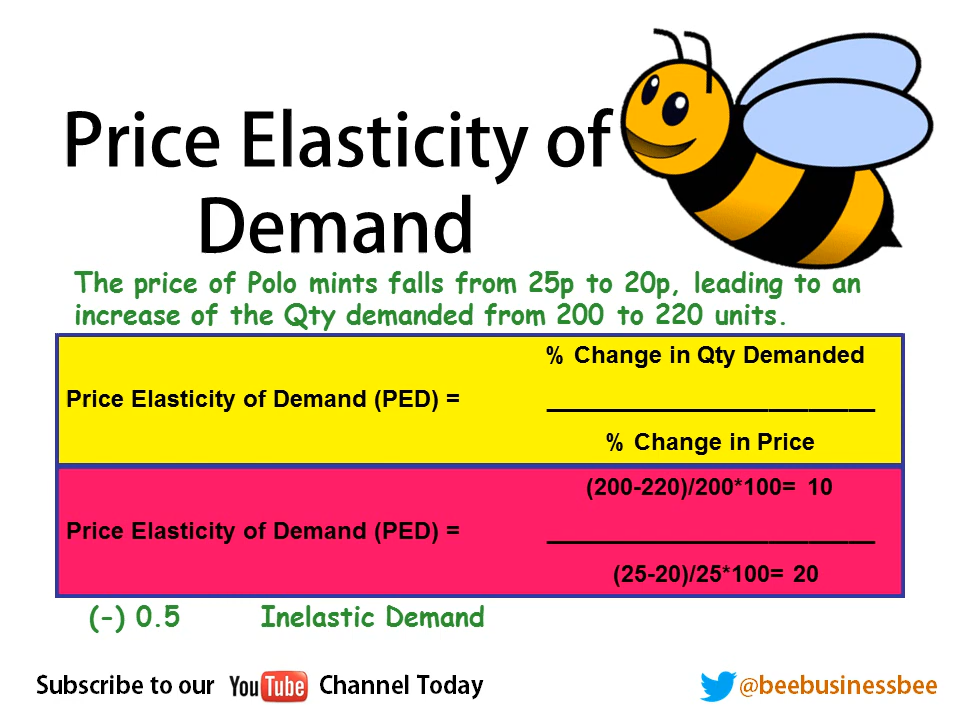 Price Elasticity of
Demand
The price of Polo mints falls from 25p to 20p, leading to an
increase of the Qty demanded from 200 to 220 units.
% Change in Qty Demanded
Price Elasticity of Demand (PED) = _________________________
% Change in Price
(200-220)/200*100= 10
Price Elasticity of Demand (PED) = _________________________
(25-20)/25*100= 20
(-) 0.5 Inelastic Demand
Subscribe to our YouTube Channel Today @beebusinessbee